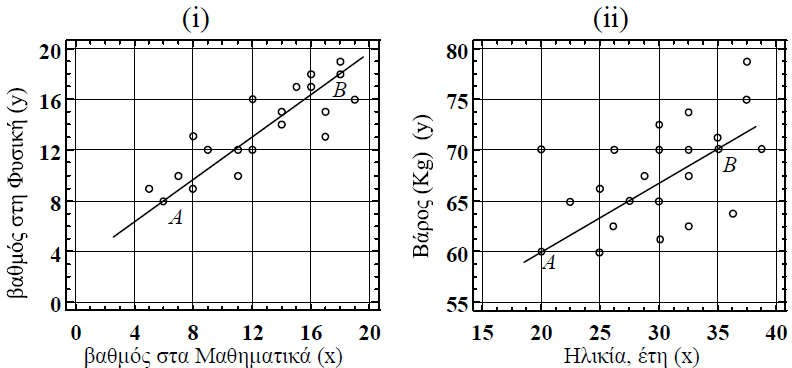 (i)
βαθμός στη Φυσική (y)
20
16
12
8
4
0
A
B
0 4 8 12 16 20
βαθμός στα Μαθηματικά (x)
(ii)
Βάρος (Kg) (y)
80
75
70
65
60
55
A
B
15 20 25 30 35 40
Ηλικία, έτη (x)